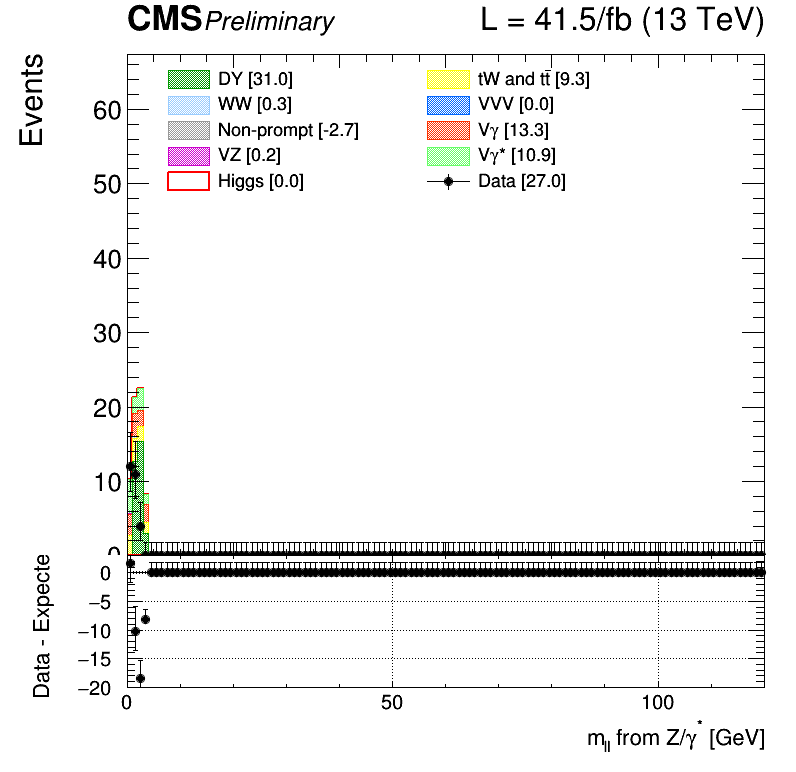 CMS Preliminary L = 41.5/fb (13 TeV)
Events
DY [31.0]
WW [0.3]
Non-prompt [-2.7]
VZ [0.2]
Higgs [0.0]
tW and tt̄ [9.3]
VVV [0.0]
Vγ [13.3]
Vγ* [10.9]
Data [27.0]
60
50
40
30
20
10
0
Data - Expecte
0
−5
−10
−15
−20
0 50 100
m_ll from Z/γ* [GeV]